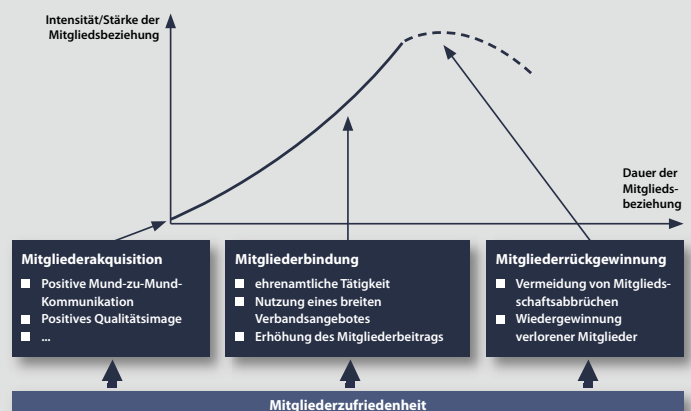 Intensität/Stärke der
Mitgliedsbeziehung
Dauer der
Mitglieds-
beziehung
Mitgliederakquisition
Positive Mund-zu-Mund-
Kommunikation
Positives Qualitätsimage
...
Mitgliederbindung
ehrenamtliche Tätigkeit
Nutzung eines breiten
Verbandsangebotes
Erhöhung des Mitgliederbeitrags
Mitgliederrückgewinnung
Vermeidung von Mitglieds-
schaftsabbrüchen
Wiedergewinnung
verlorener Mitglieder
Mitgliederzufriedenheit